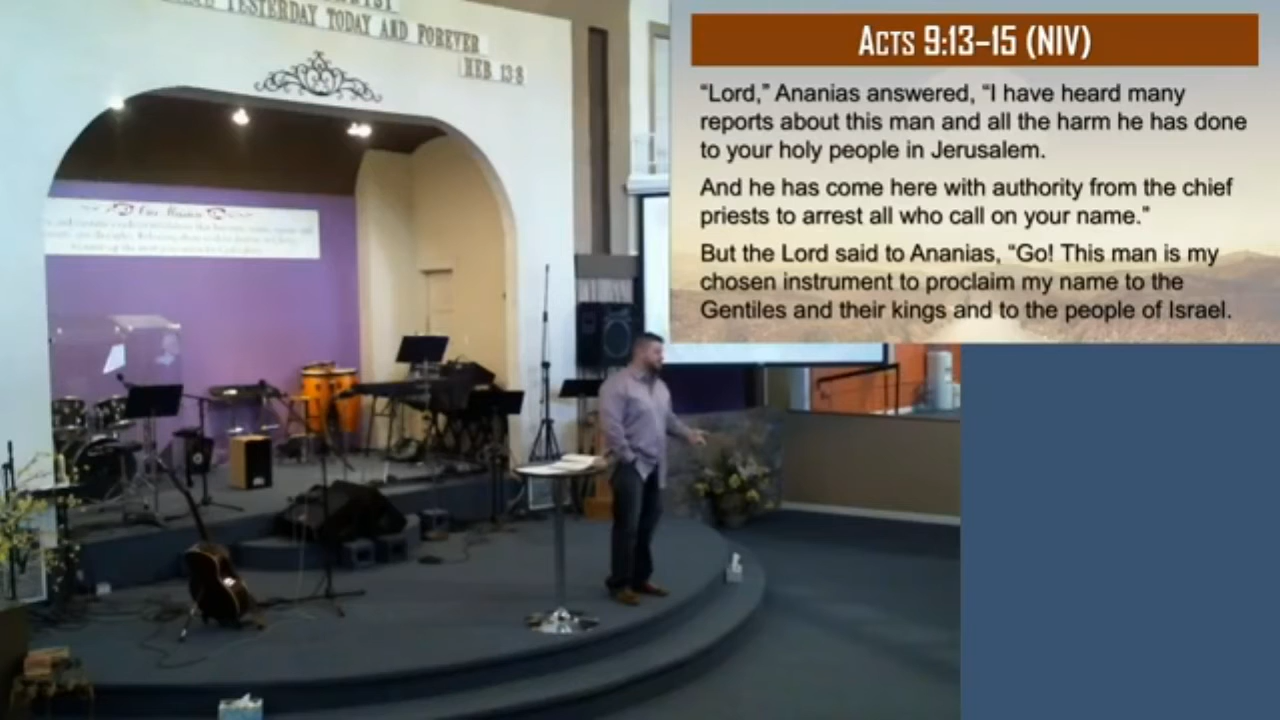 YESTERDAY TODAY AND FOREVER
HEB 13:8
Our Mission
ACTS 9:13–15 (NIV)
“Lord,” Ananias answered, “I have heard many
reports about this man and all the harm he has done
to your holy people in Jerusalem.
And he has come here with authority from the chief
priests to arrest all who call on your name.”
But the Lord said to Ananias, “Go! This man is my
chosen instrument to proclaim my name to the
Gentiles and their kings and to the people of Israel.